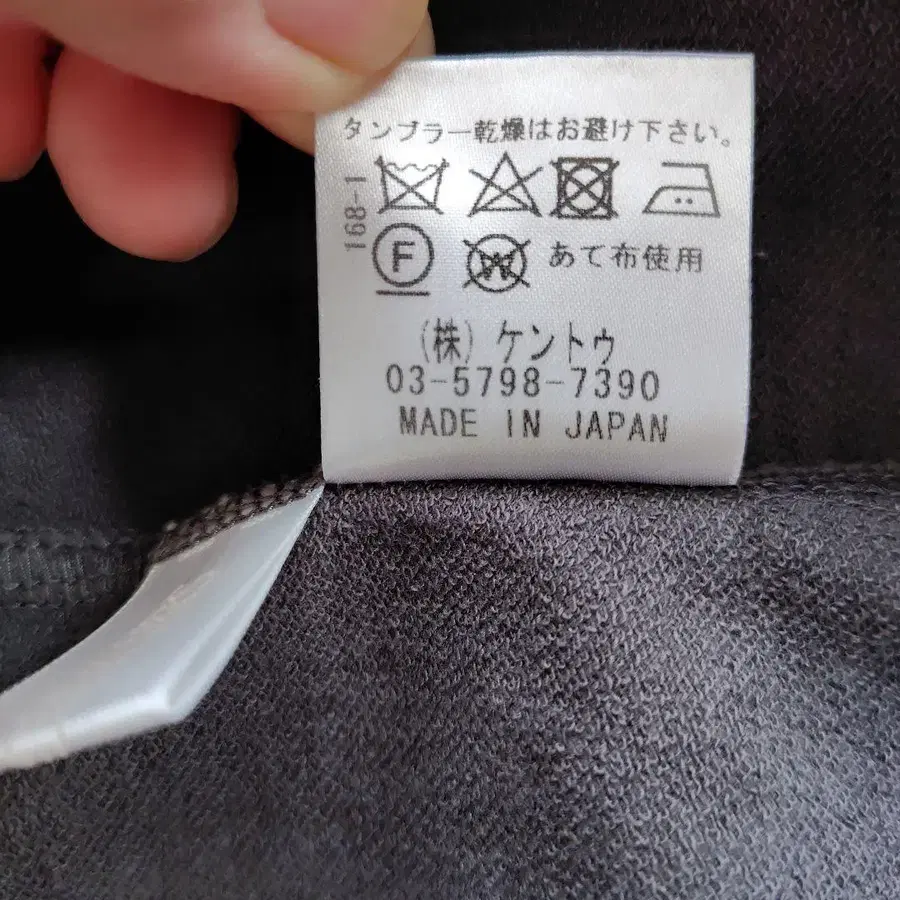 タンブラー乾燥はお避け下さい。
168-1
F
W
あて布使用
(株) ケントゥ
03-5798-7390
MADE IN JAPAN